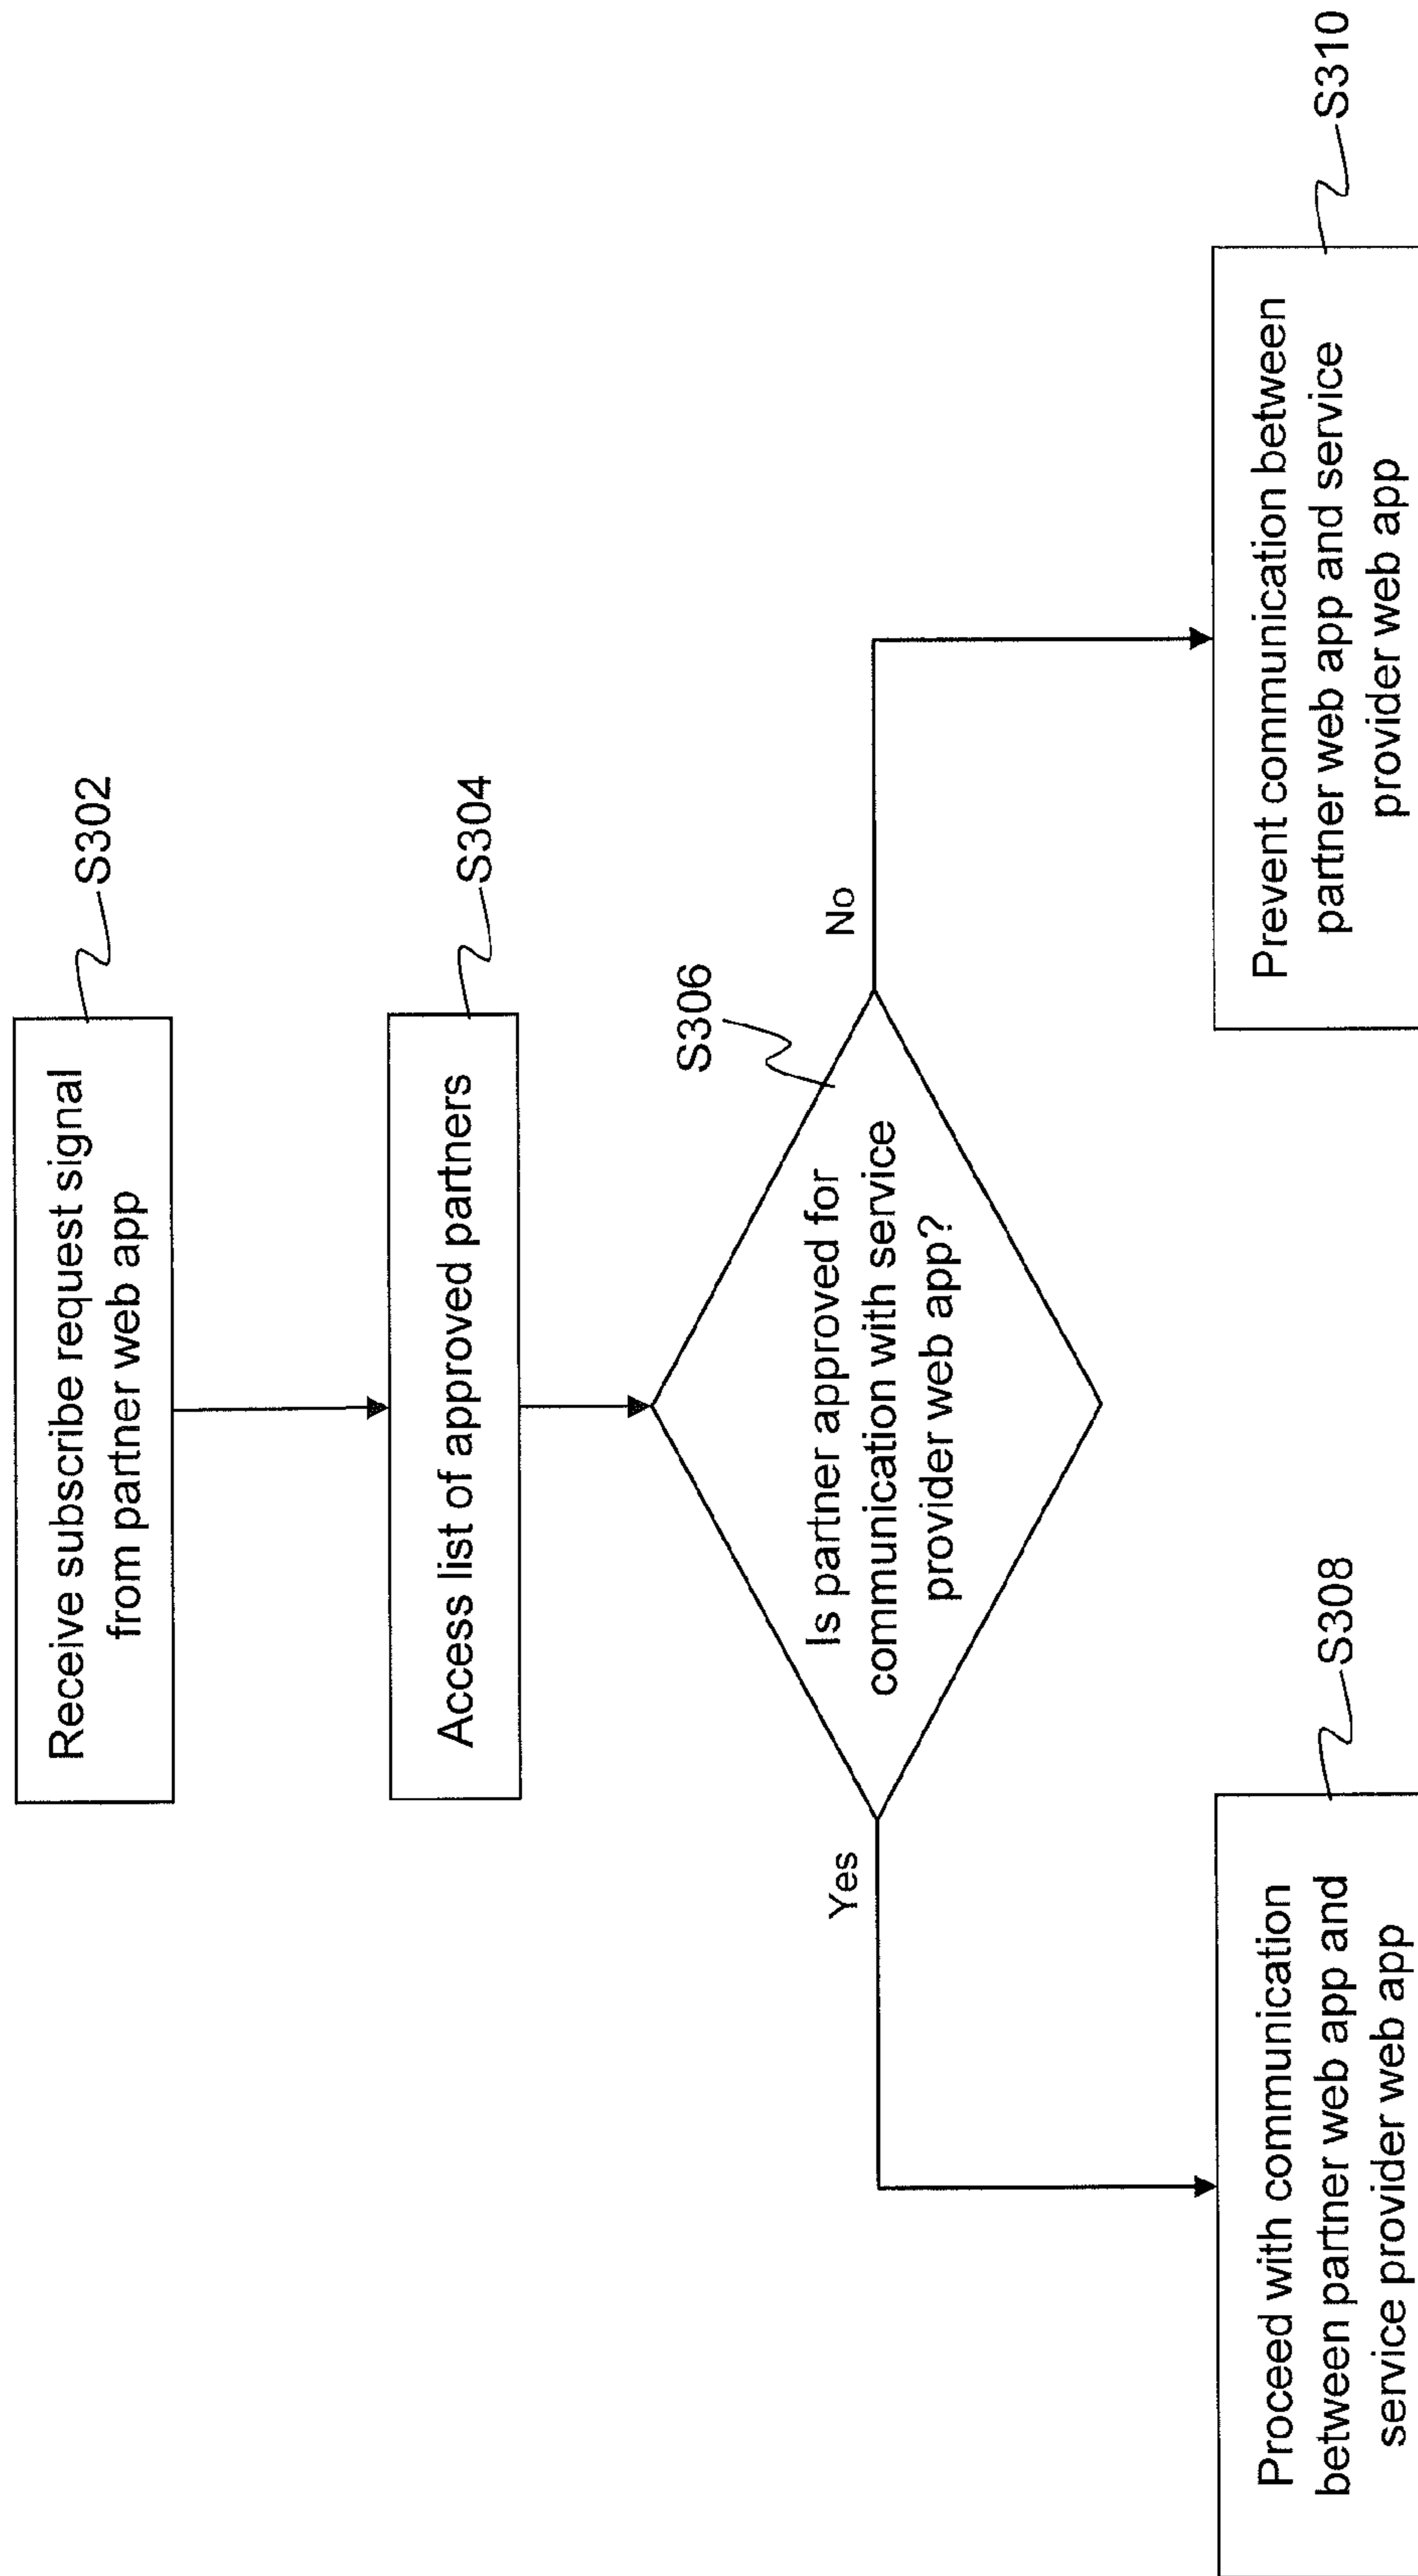 Receive subscribe request signal
from partner web app
S302
Access list of approved partners
S304
S306
Is partner approved for
communication with service
provider web app?
Yes
No
Proceed with communication
between partner web app and
service provider web app
S308
Prevent communication between
partner web app and service
provider web app
S310